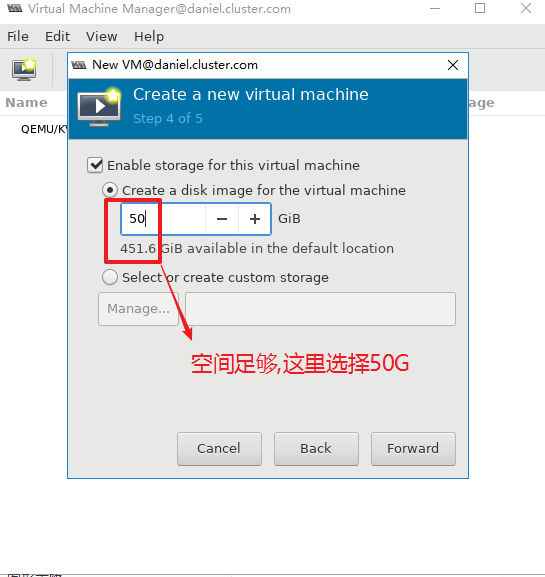 Virtual Machine Manager@daniel.cluster.com
File Edit View Help
New VM@daniel.cluster.com
Create a new virtual machine
Step 4 of 5
Name
QEMU/K
Enable storage for this virtual machine
Create a disk image for the virtual machine
50 − + GiB
451.6 GiB available in the default location
Select or create custom storage
Manage...
空间足够,这里选择50G
Cancel Back Forward